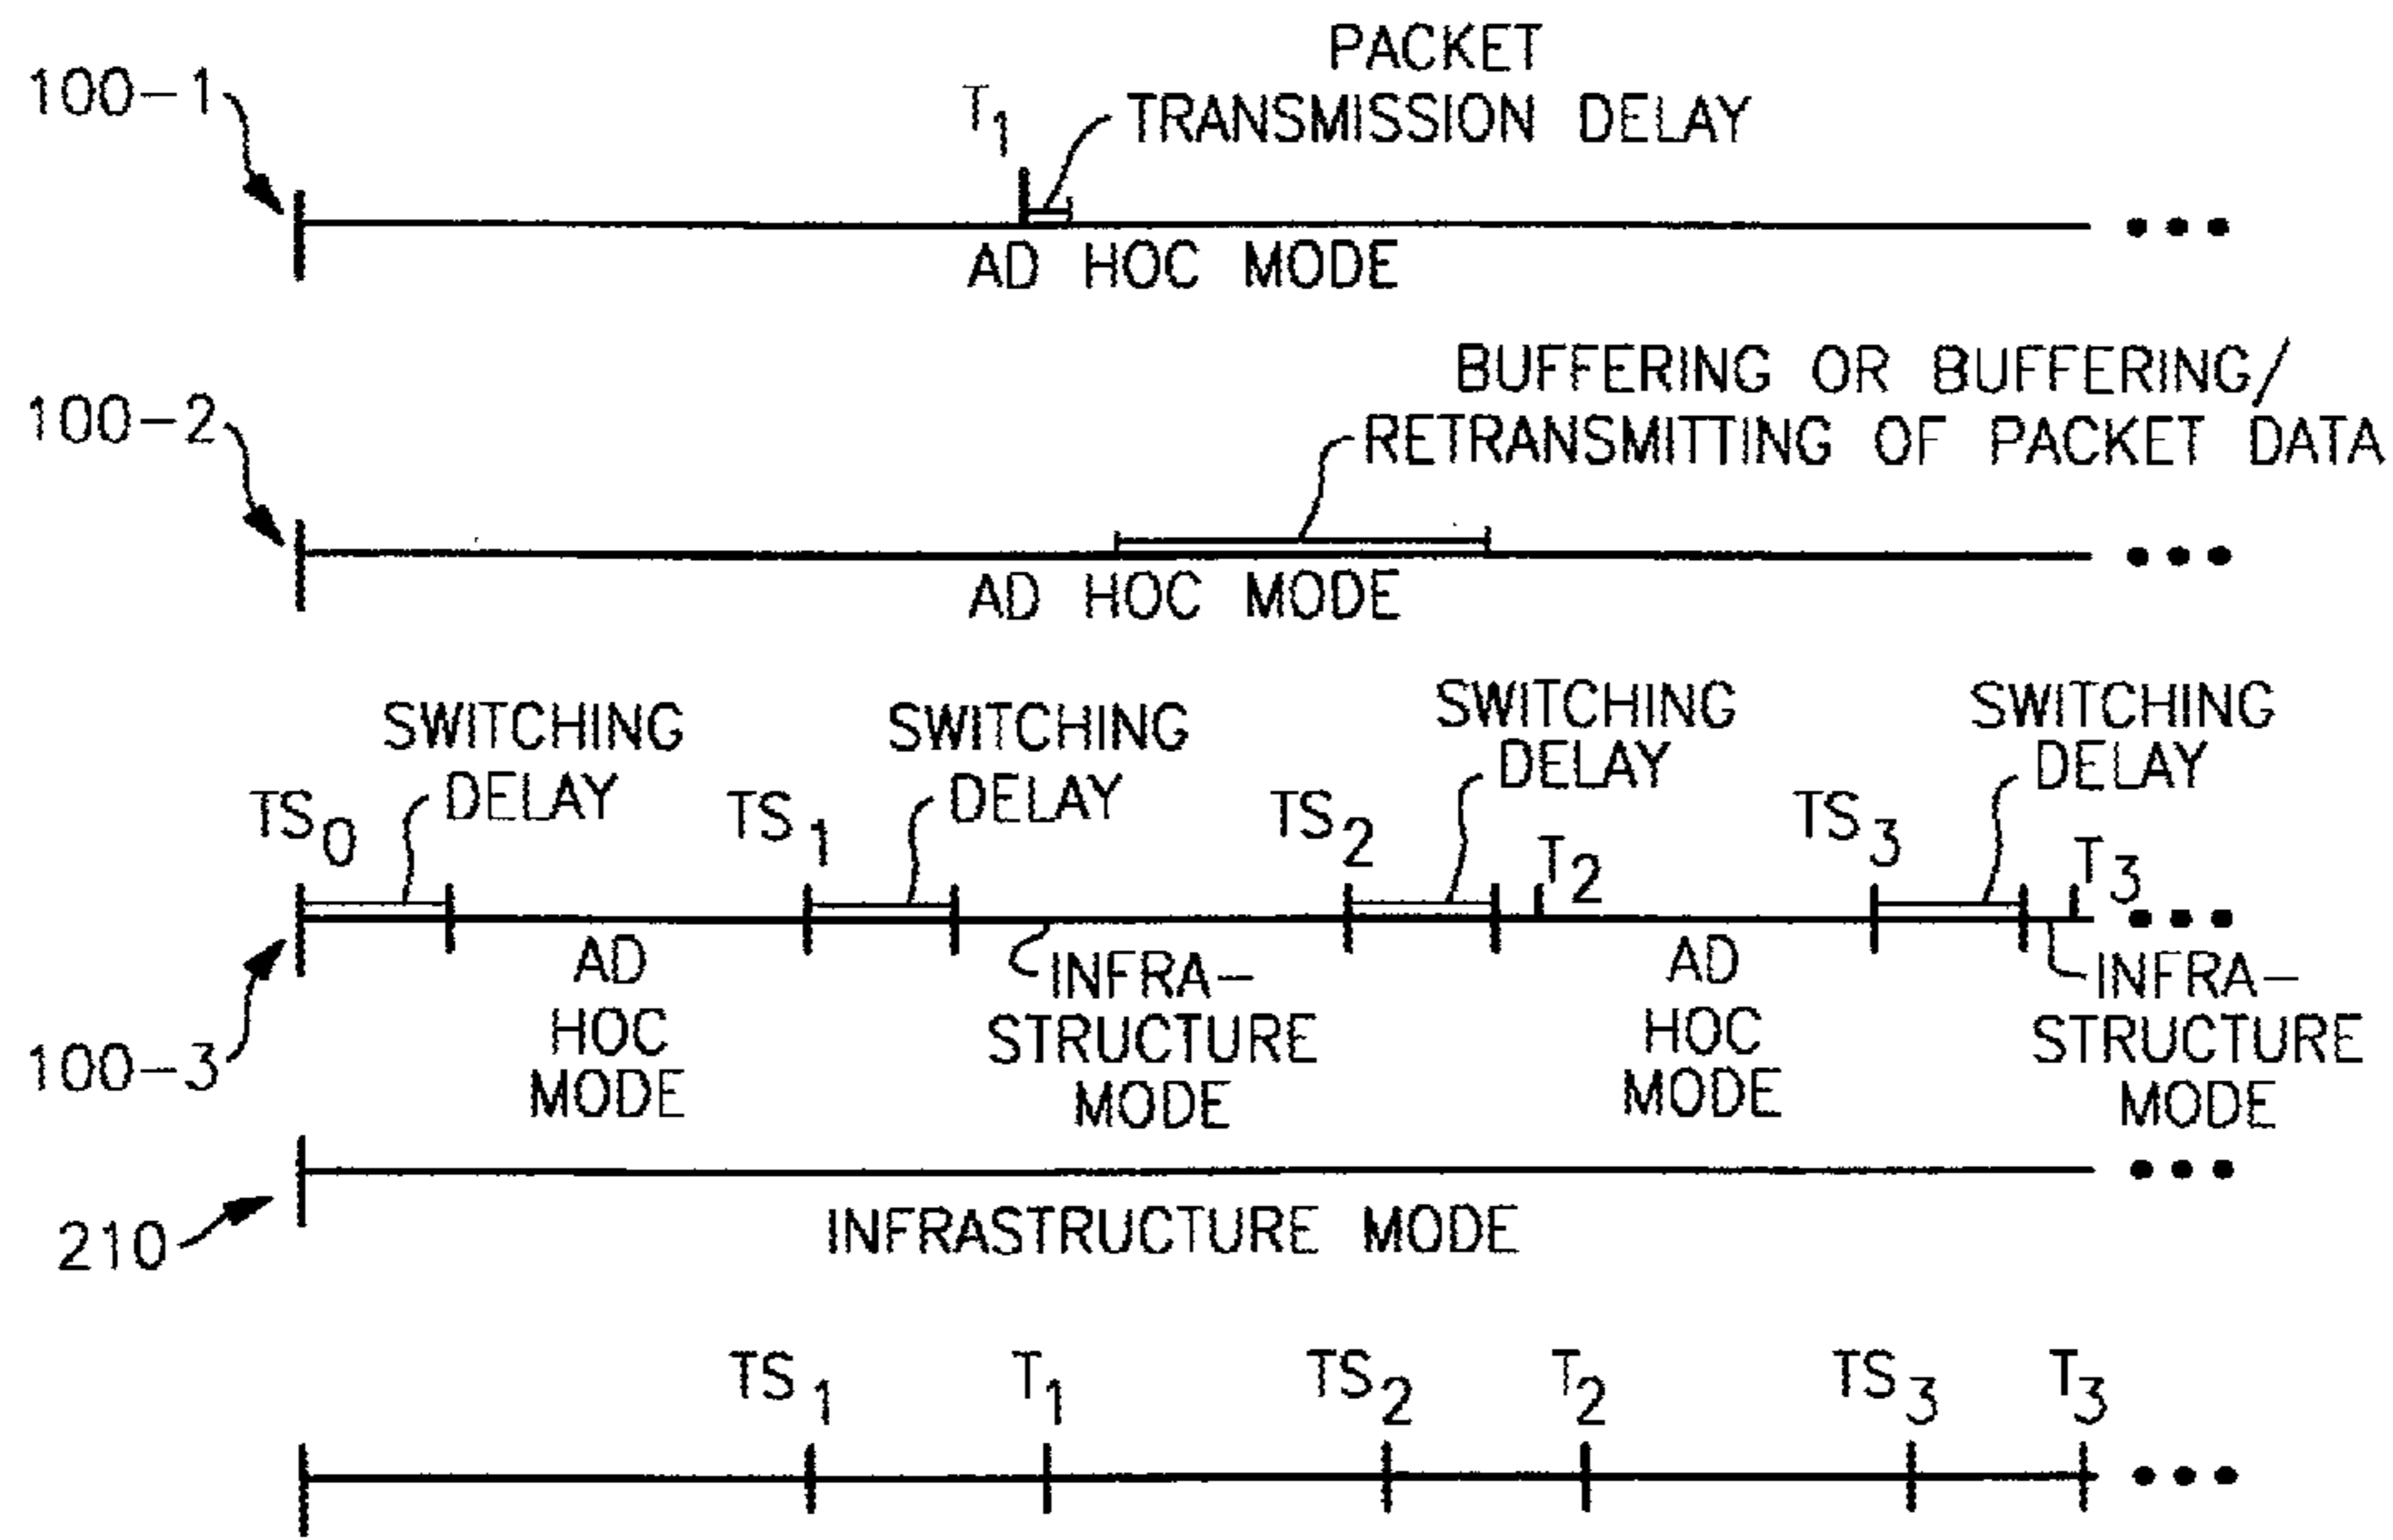 100-1
T1
PACKET
TRANSMISSION DELAY
AD HOC MODE
100-2
BUFFERING OR BUFFERING/
RETRANSMITTING OF PACKET DATA
AD HOC MODE
100-3
TS0
SWITCHING
DELAY
TS1
SWITCHING
DELAY
TS2
SWITCHING
DELAY
T2
TS3
SWITCHING
DELAY
T3
AD
HOC
MODE
INFRA-
STRUCTURE
MODE
AD
HOC
MODE
INFRA-
STRUCTURE
MODE
210
INFRASTRUCTURE MODE
TS1 T1 TS2 T2 TS3 T3